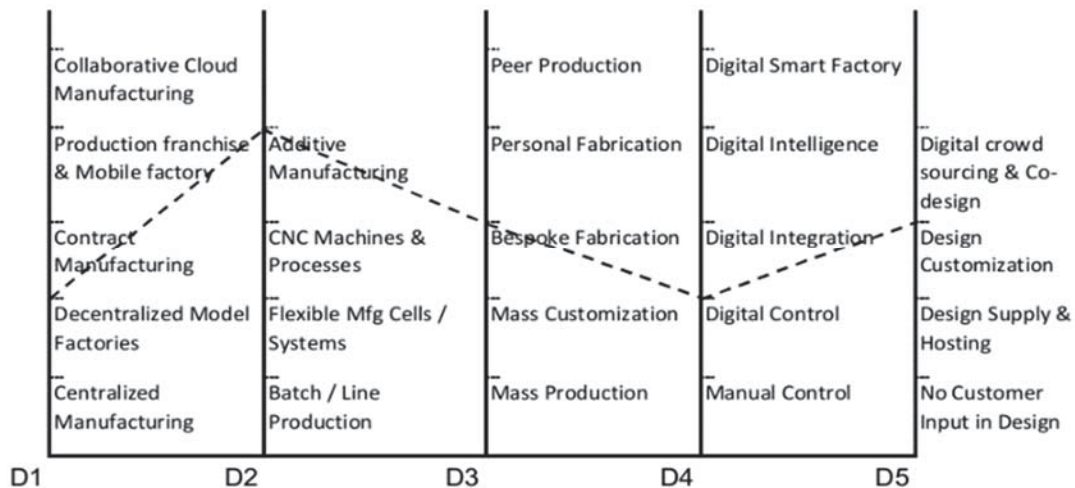 Collaborative Cloud
Manufacturing
Production franchise
& Mobile factory
Contract
Manufacturing
Decentralized Model
Factories
Centralized
Manufacturing
Additive
Manufacturing
CNC Machines &
Processes
Flexible Mfg Cells /
Systems
Batch / Line
Production
Peer Production
Personal Fabrication
Bespoke Fabrication
Mass Customization
Mass Production
Digital Smart Factory
Digital Intelligence
Digital Integration
Digital Control
Manual Control
Digital crowd
sourcing & Co-
design
Design
Customization
Design Supply &
Hosting
No Customer
Input in Design
D1
D2
D3
D4
D5